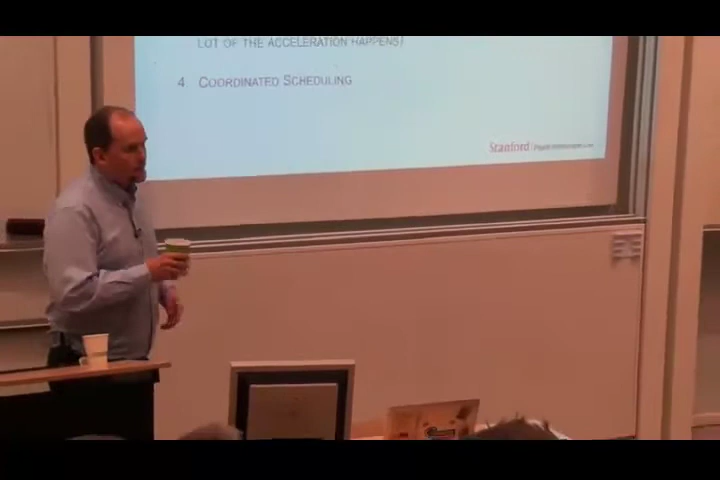 LOT OF THE ACCELERATION HAPPENS)
4 COORDINATED SCHEDULING
Stanford